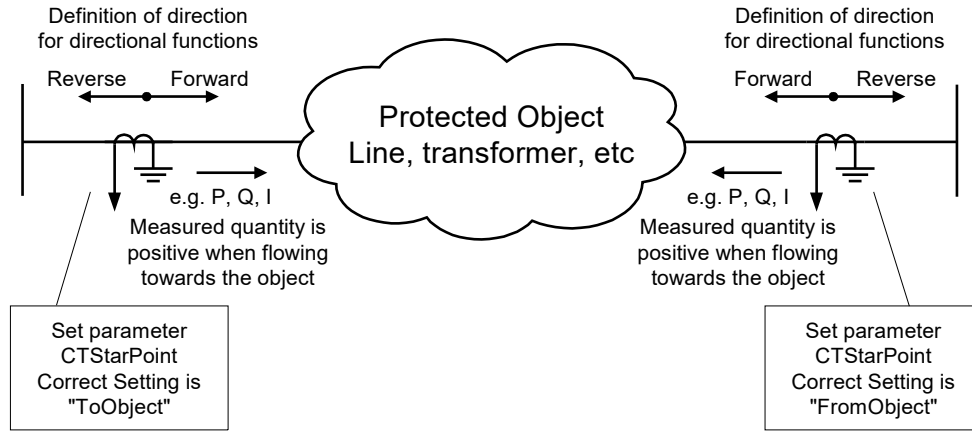 Definition of direction
for directional functions
Reverse Forward
e.g. P, Q, I
Measured quantity is
positive when flowing
towards the object
Set parameter
CTStarPoint
Correct Setting is
"ToObject"
Protected Object
Line, transformer, etc
Definition of direction
for directional functions
Forward Reverse
e.g. P, Q, I
Measured quantity is
positive when flowing
towards the object
Set parameter
CTStarPoint
Correct Setting is
"FromObject"